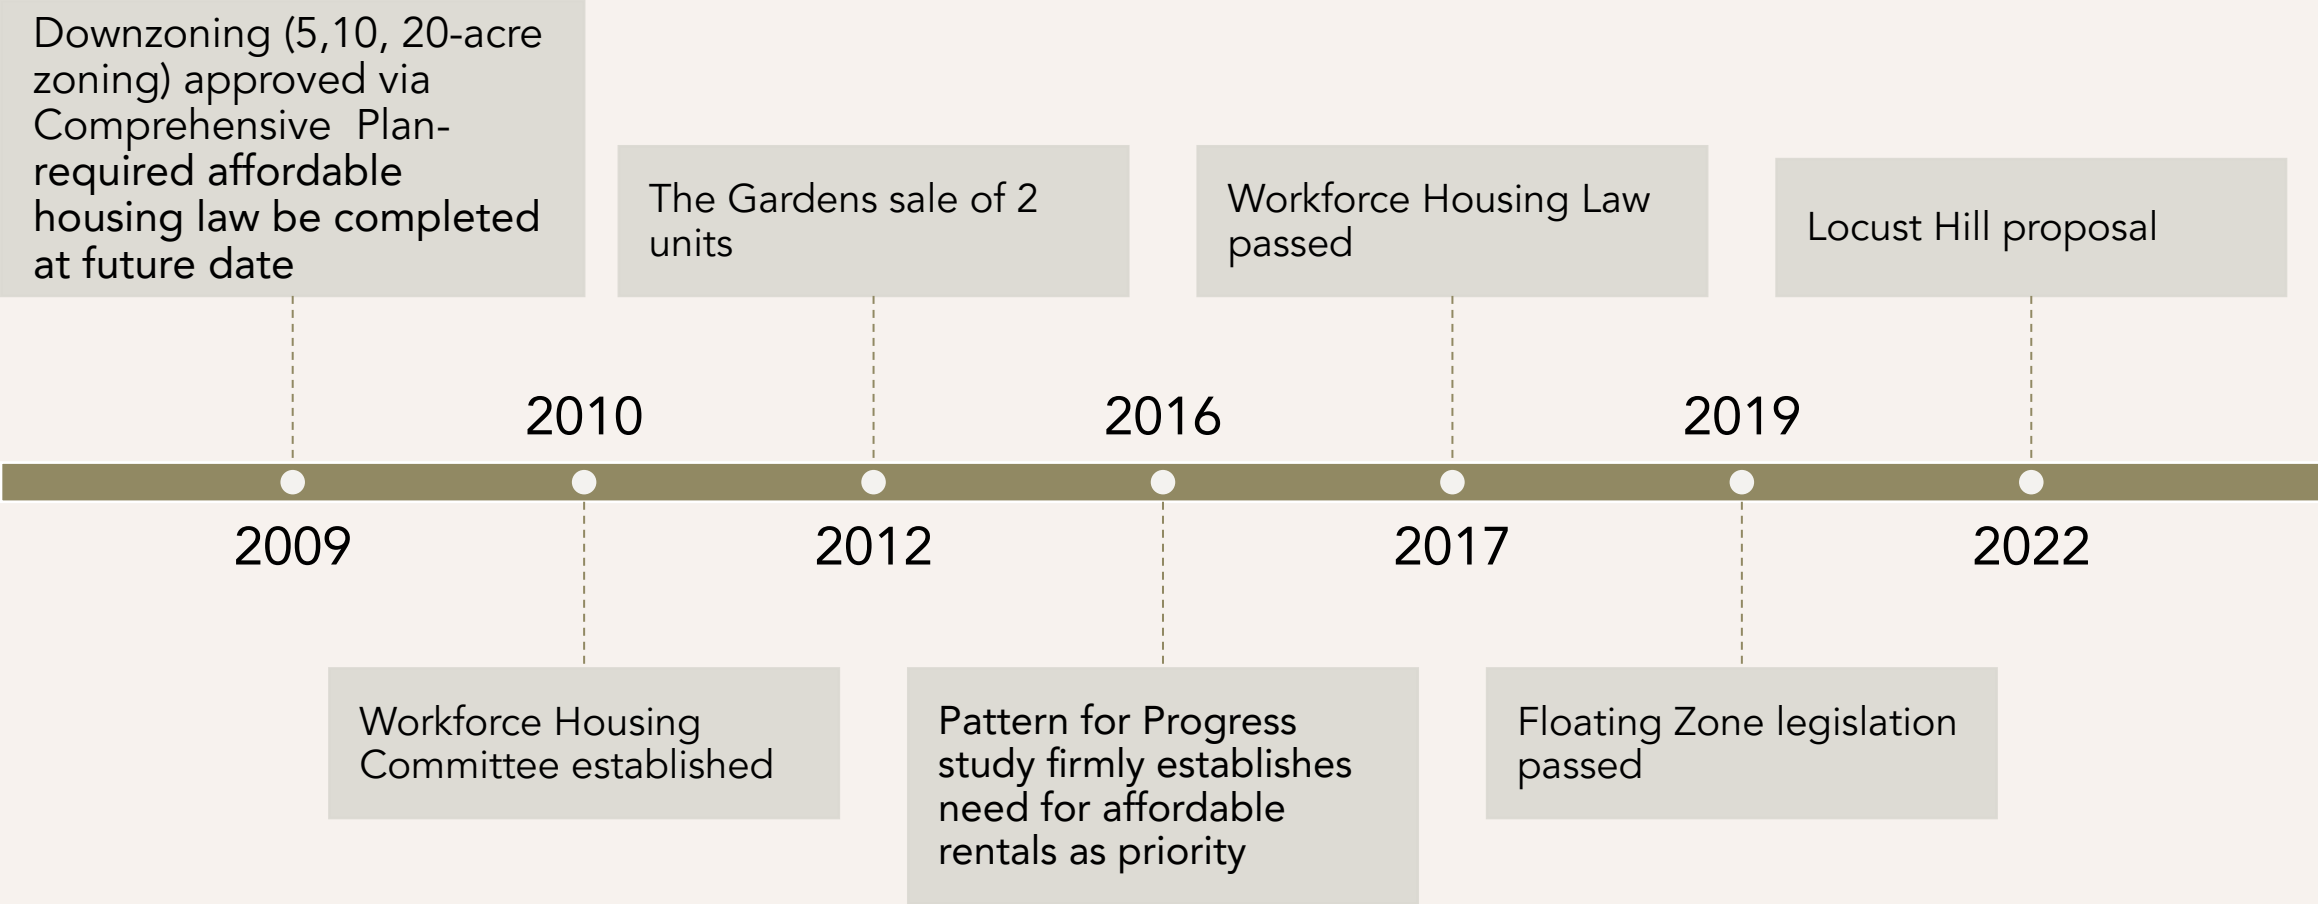 Downzoning (5,10, 20-acre
zoning) approved via
Comprehensive  Plan-
required affordable
housing law be completed
at future date
The Gardens sale of 2
units
Workforce Housing Law
passed
Locust Hill proposal
2010
2016
2019
2009
2012
2017
2022
Workforce Housing
Committee established
Pattern for Progress
study firmly establishes
need for affordable
rentals as priority
Floating Zone legislation
passed